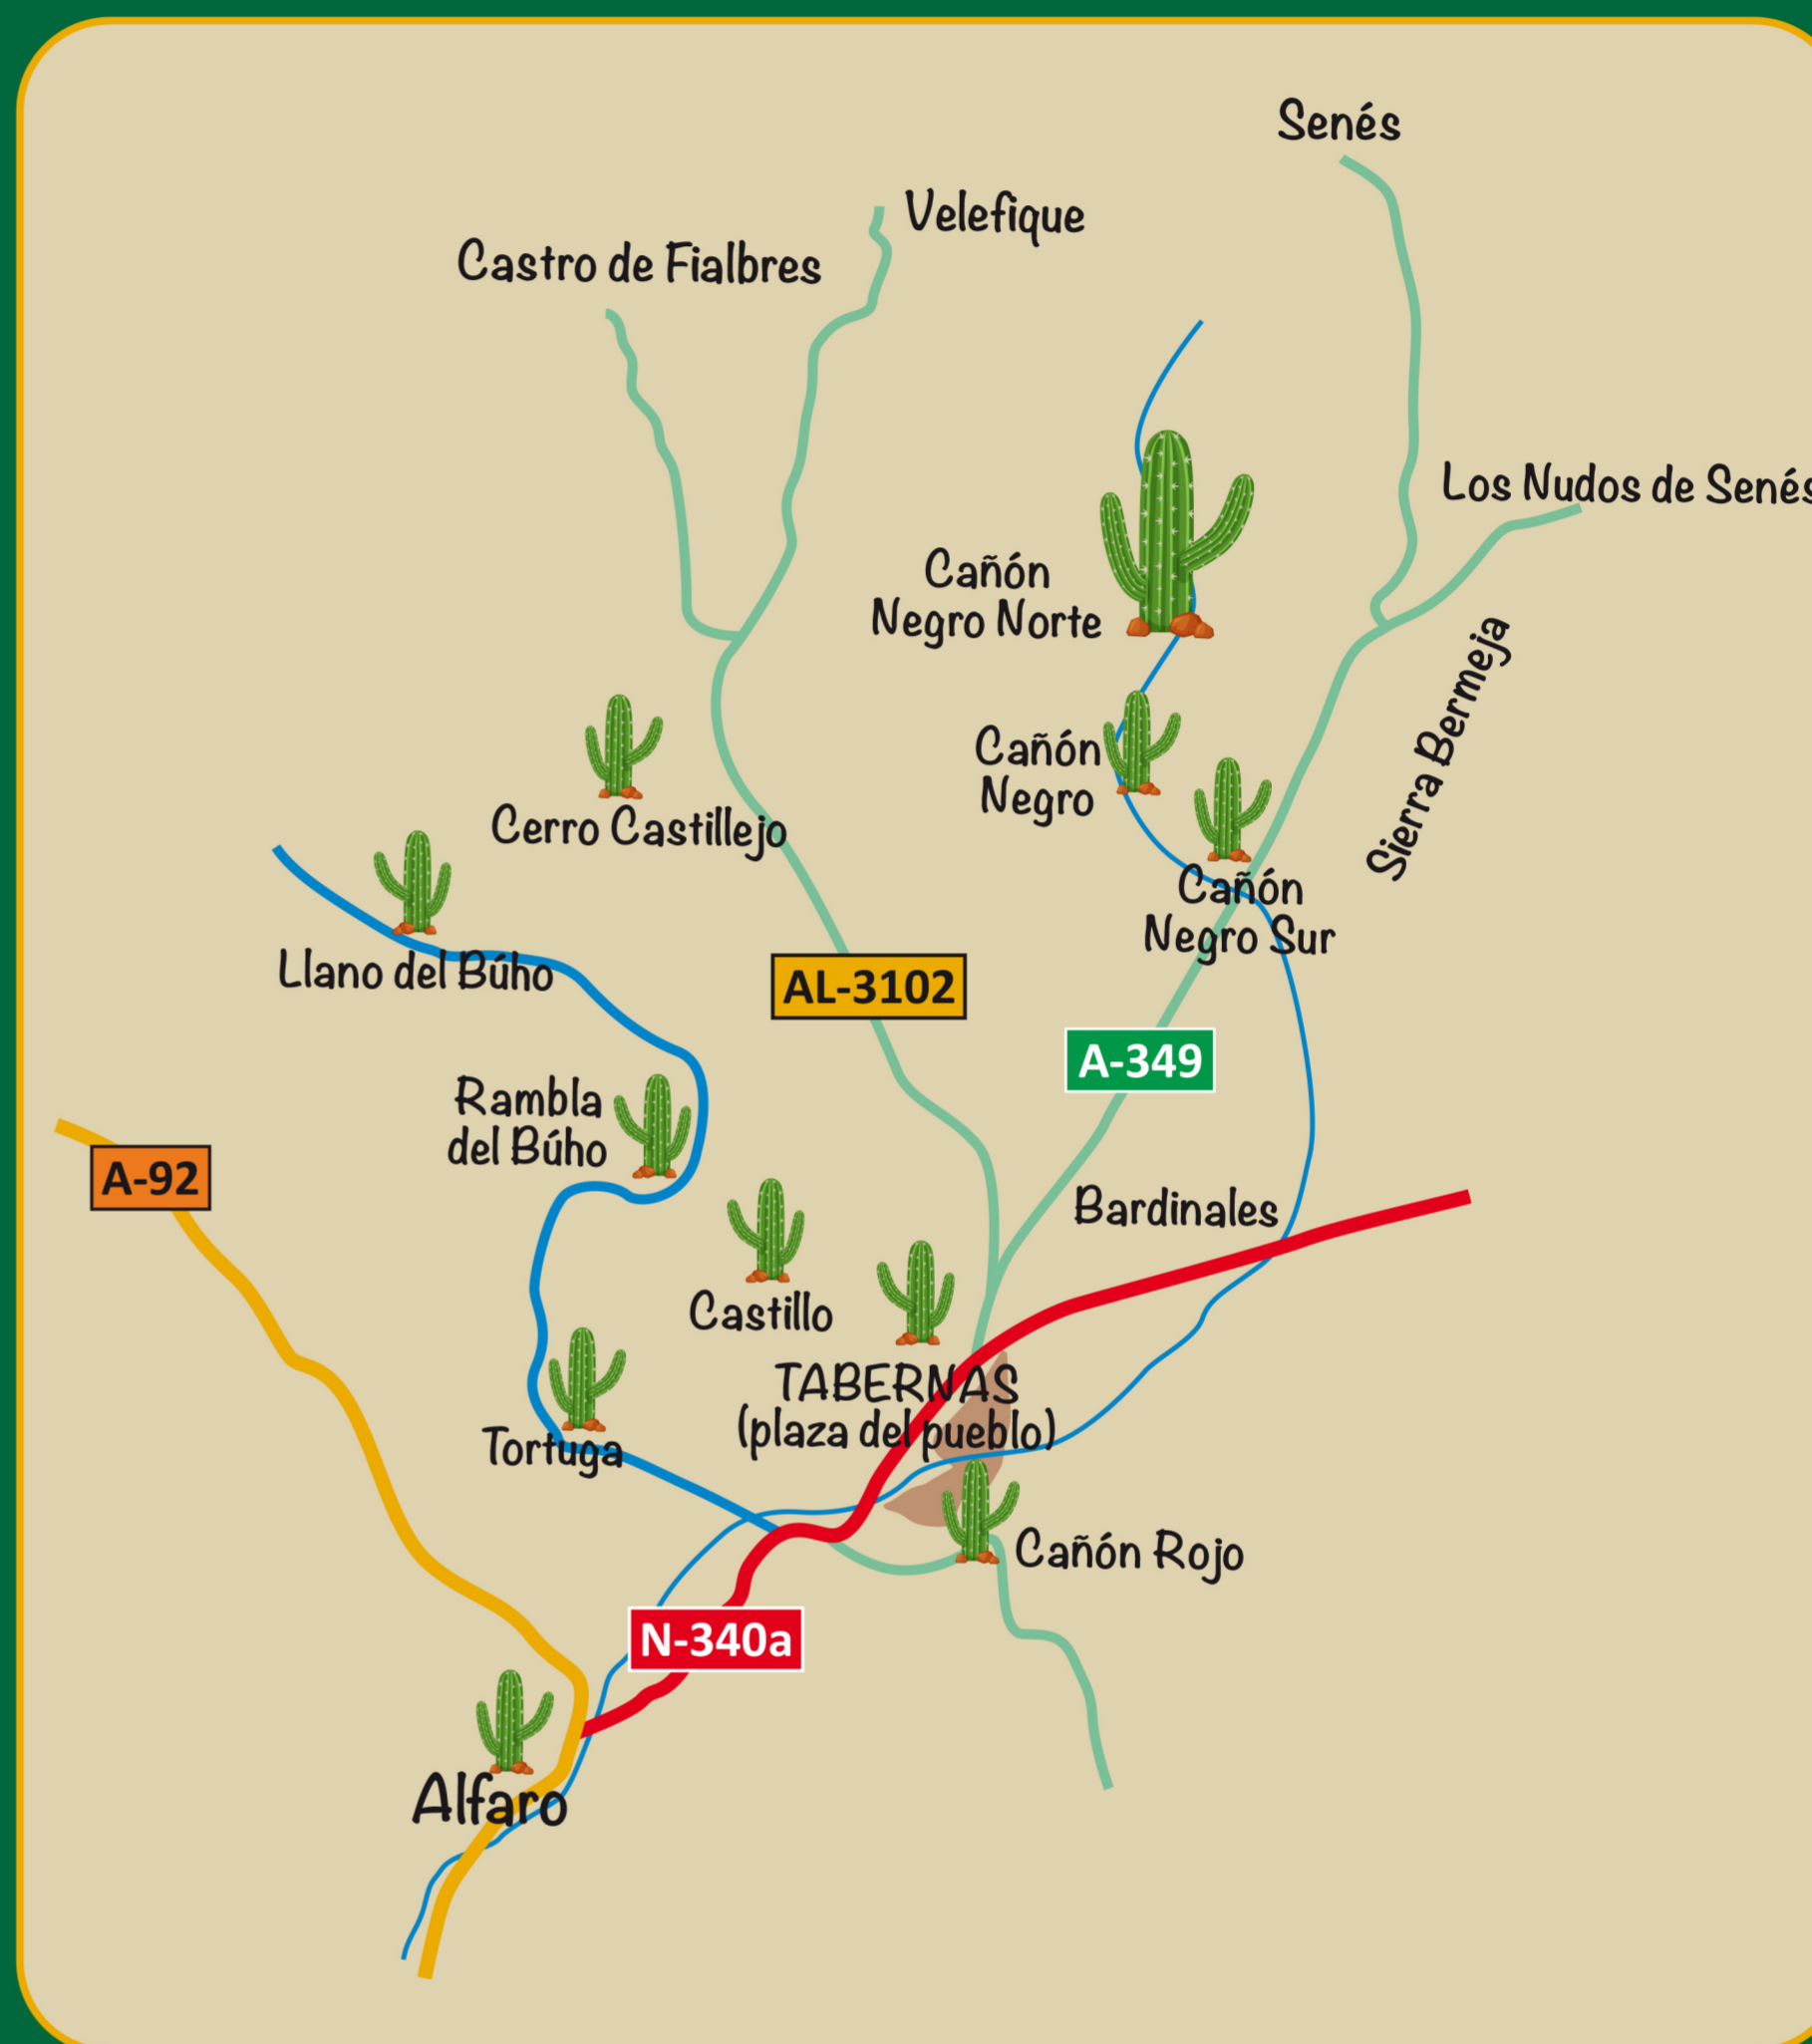 Senés
Velefique
Castro de Fialbres
Los Nudos de Senés
Cañón
Negro Norte
Sierra Bermeja
Cañón
Negro
Cerro Castillejo
Cañón
Negro Sur
Llano del Búho
AL-3102
A-349
Rambla
del Búho
A-92
Bardinales
Castillo
TABERNAS
(plaza del pueblo)
Tortuga
Cañón Rojo
N-340a
Alfaro